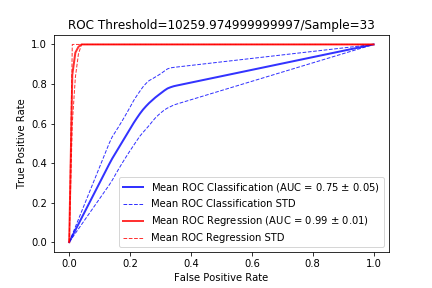 ROC Threshold=10259.974999999997/Sample=33
1.0
0.8
0.6
0.4
0.2
0.0
True Positive Rate
Mean ROC Classification (AUC = 0.75 ± 0.05)
Mean ROC Classification STD
Mean ROC Regression (AUC = 0.99 ± 0.01)
Mean ROC Regression STD
0.0 0.2 0.4 0.6 0.8 1.0
False Positive Rate